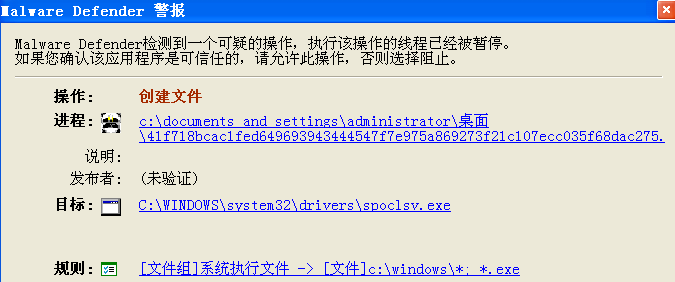 Malware Defender 警报
Malware Defender检测到一个可疑的操作，执行该操作的线程已经被暂停。
如果您确认该应用程序是可信任的，请允许此操作，否则选择阻止。
操作： 创建文件
进程： c:\documents and settings\administrator\桌面
\41f718bcac1fed649693943444547f7e975a869273f21c107ecc035f68dac275.
说明：
发布者： (未验证)
目标： C:\WINDOWS\system32\drivers\spoclsv.exe
规则： [文件组]系统执行文件 -> [文件]c:\windows\*; *.exe